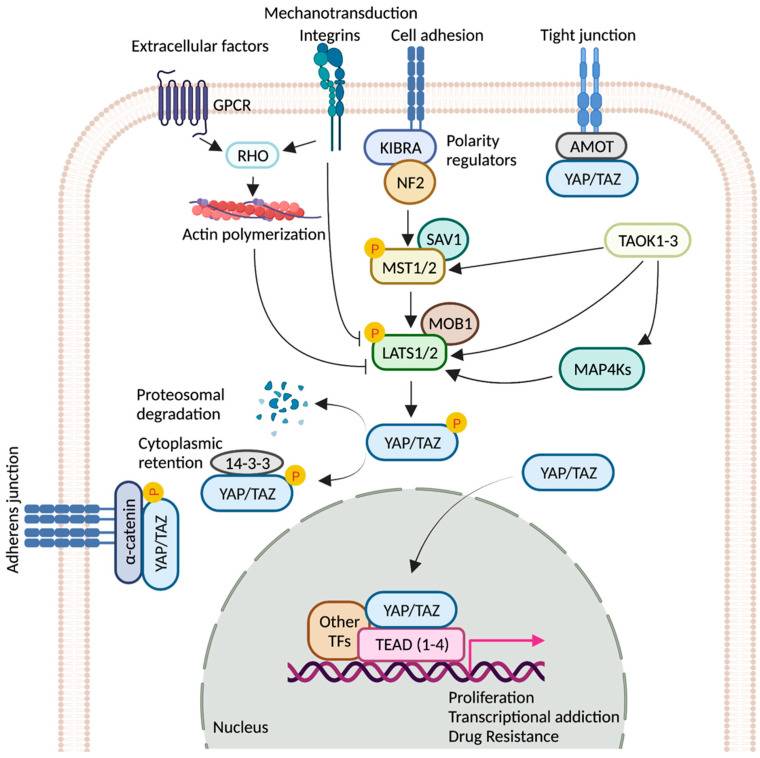 Mechanotransduction
Extracellular factors
Integrins
Cell adhesion
Tight junction
GPCR
RHO
KIBRA
Polarity
regulators
AMOT
YAP/TAZ
NF2
Actin polymerization
SAV1
P
MST1/2
TAOK1-3
MOB1
P
LATS1/2
MAP4Ks
Proteosomal
degradation
P
YAP/TAZ
Cytoplasmic
retention
14-3-3
P
YAP/TAZ
YAP/TAZ
Adherens junction
α-catenin
P
YAP/TAZ
Other
TFs
YAP/TAZ
TEAD (1-4)
Proliferation
Transcriptional addiction
Drug Resistance
Nucleus